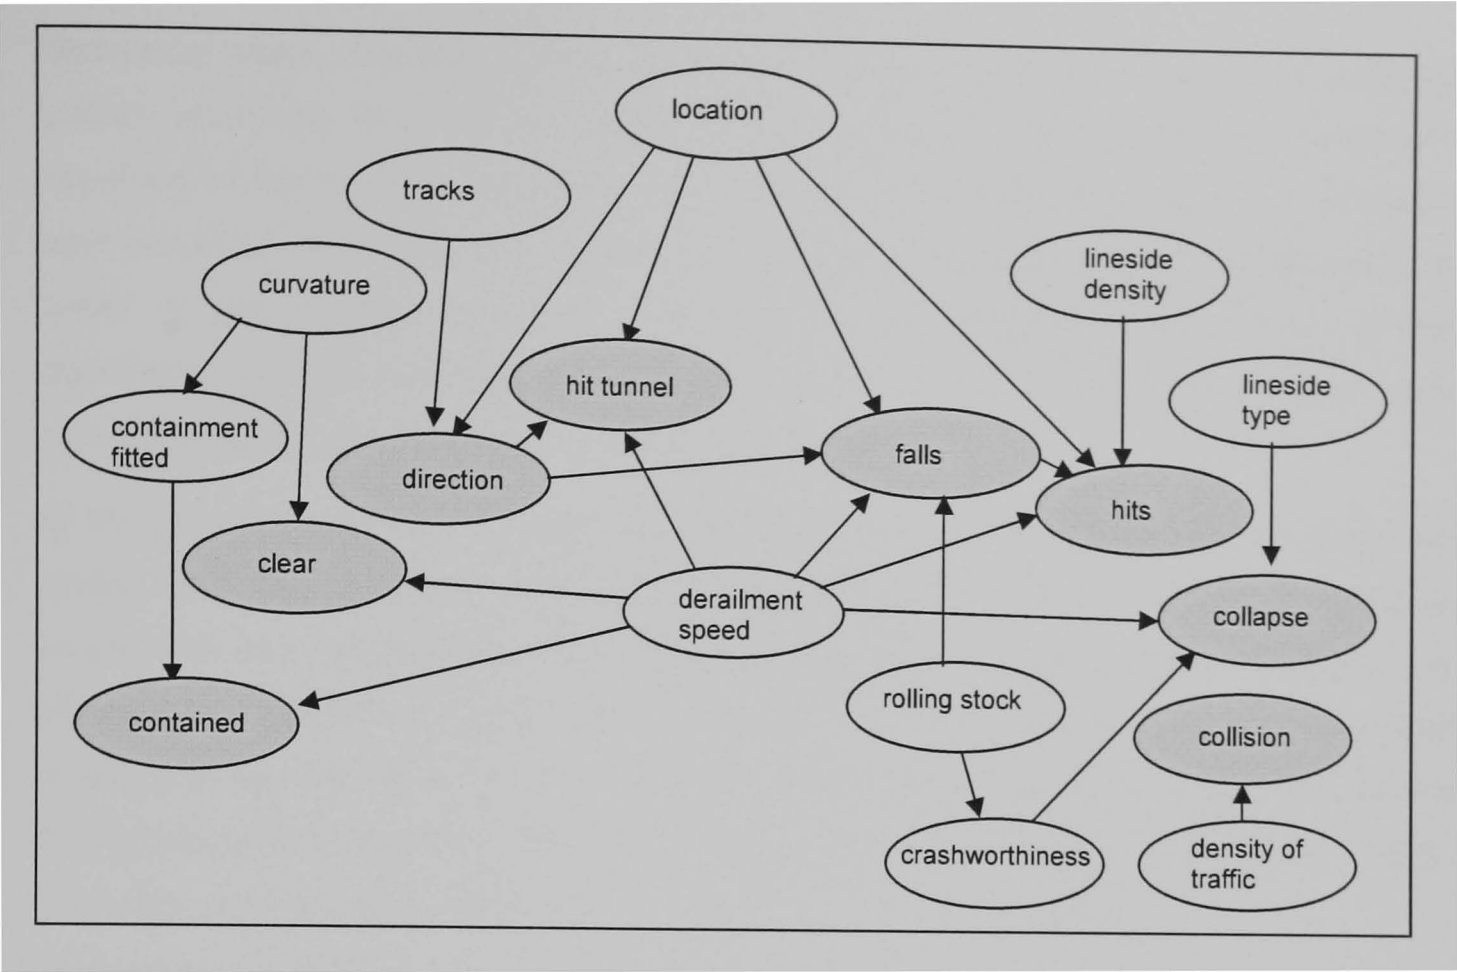 location
tracks
curvature
lineside
density
hit tunnel
lineside
type
containment
fitted
direction
falls
hits
clear
derailment
speed
collapse
contained
rolling stock
collision
crashworthiness
density of
traffic